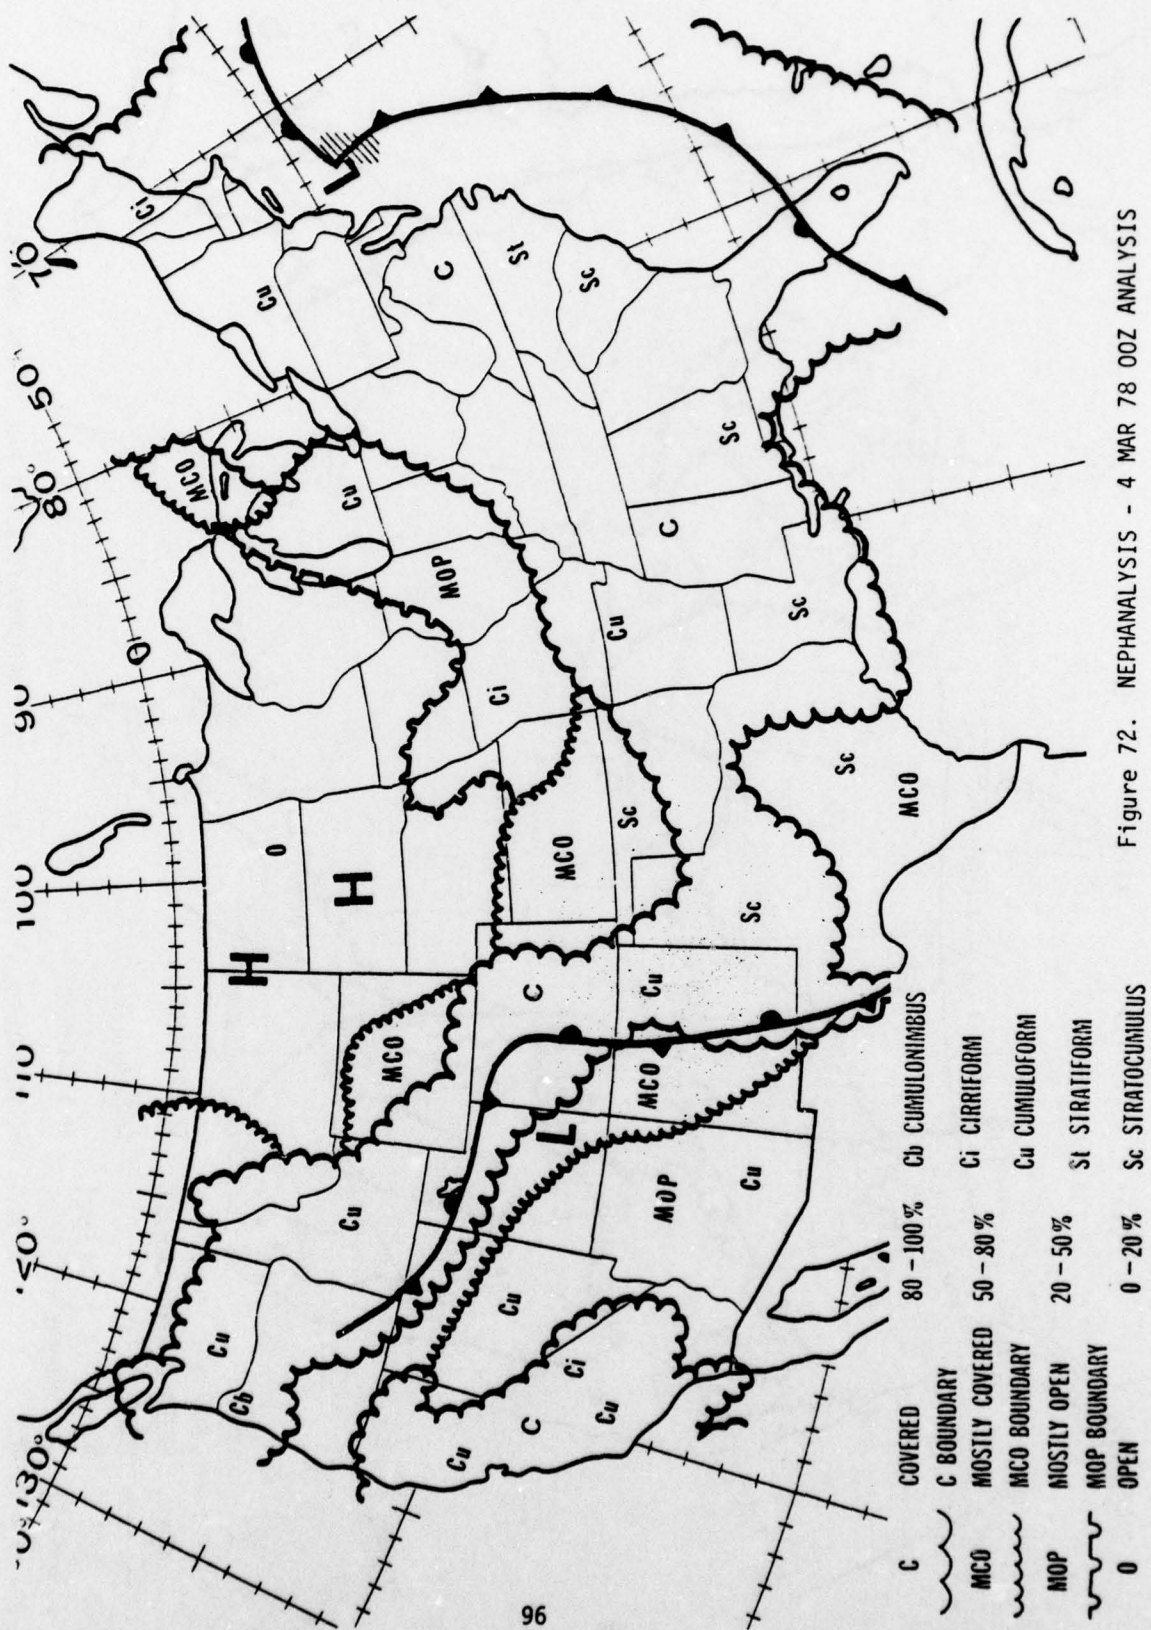 130°
120°
110
100
90
80°
70
50
0
Cu
Cb
Cu
Cu
Ci
C
Cu
Cu
MOP
Cu
MCO
L
MCO
C
Cu
H
H
O
MCO
Sc
Sc
Sc
MCO
Ci
Cu
Sc
MOP
Cu
MCO
C
Sc
Cu
Ci
C
St
Sc
L
C COVERED 80-100% Cb CUMULONIMBUS
C BOUNDARY
MCO MOSTLY COVERED 50-80% Ci CIRRIFORM
MCO BOUNDARY Cu CUMULOFORM
MOP MOSTLY OPEN 20-50%
MOP BOUNDARY St STRATIFORM
O OPEN 0-20% Sc STRATOCUMULUS
Figure 72. NEPHANALYSIS - 4 MAR 78 00Z ANALYSIS
96